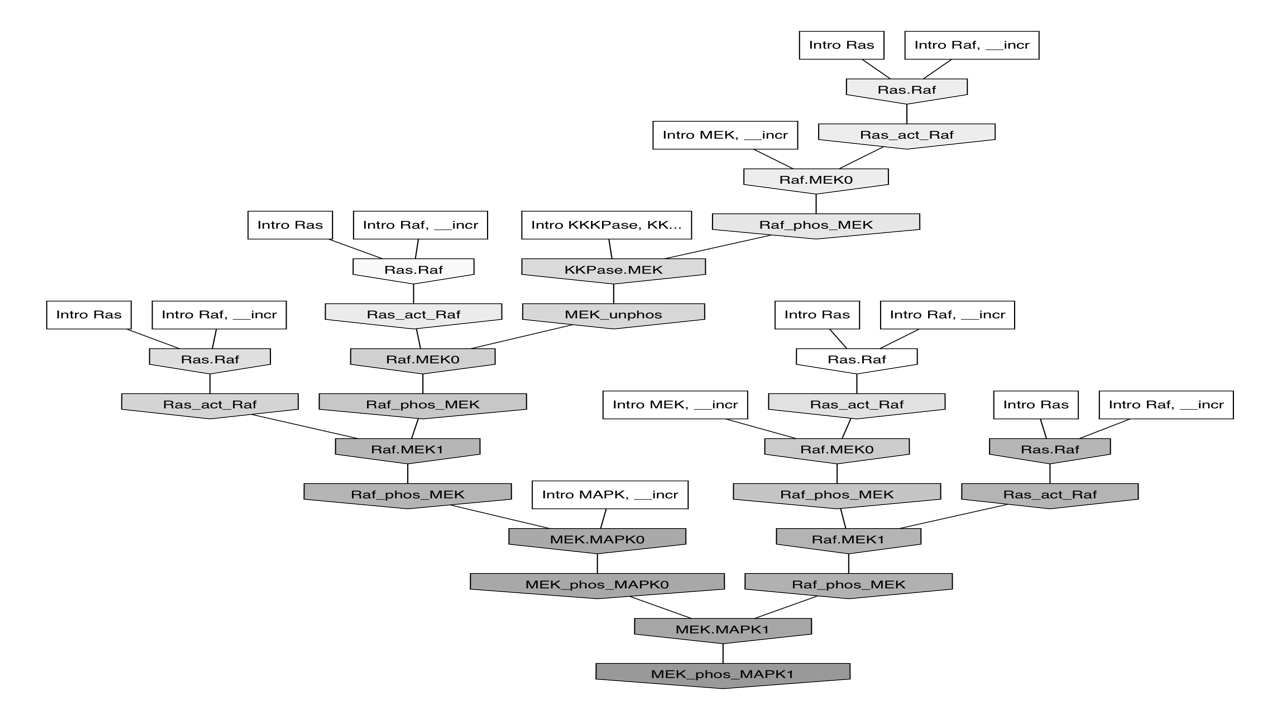 Intro Ras
Intro Raf, __incr
Ras.Raf
Intro MEK, __incr
Ras_act_Raf
Raf.MEK0
Intro Ras
Intro Raf, __incr
Intro KKKPase, KK...
Raf_phos_MEK
Ras.Raf
KKPase.MEK
Intro Ras
Intro Raf, __incr
Ras_act_Raf
MEK_unphos
Intro Ras
Intro Raf, __incr
Ras.Raf
Raf.MEK0
Ras.Raf
Ras_act_Raf
Raf_phos_MEK
Intro MEK, __incr
Ras_act_Raf
Intro Ras
Intro Raf, __incr
Raf.MEK1
Raf.MEK0
Ras.Raf
Raf_phos_MEK
Intro MAPK, __incr
Raf_phos_MEK
Ras_act_Raf
MEK.MAPK0
Raf.MEK1
MEK_phos_MAPK0
Raf_phos_MEK
MEK.MAPK1
MEK_phos_MAPK1